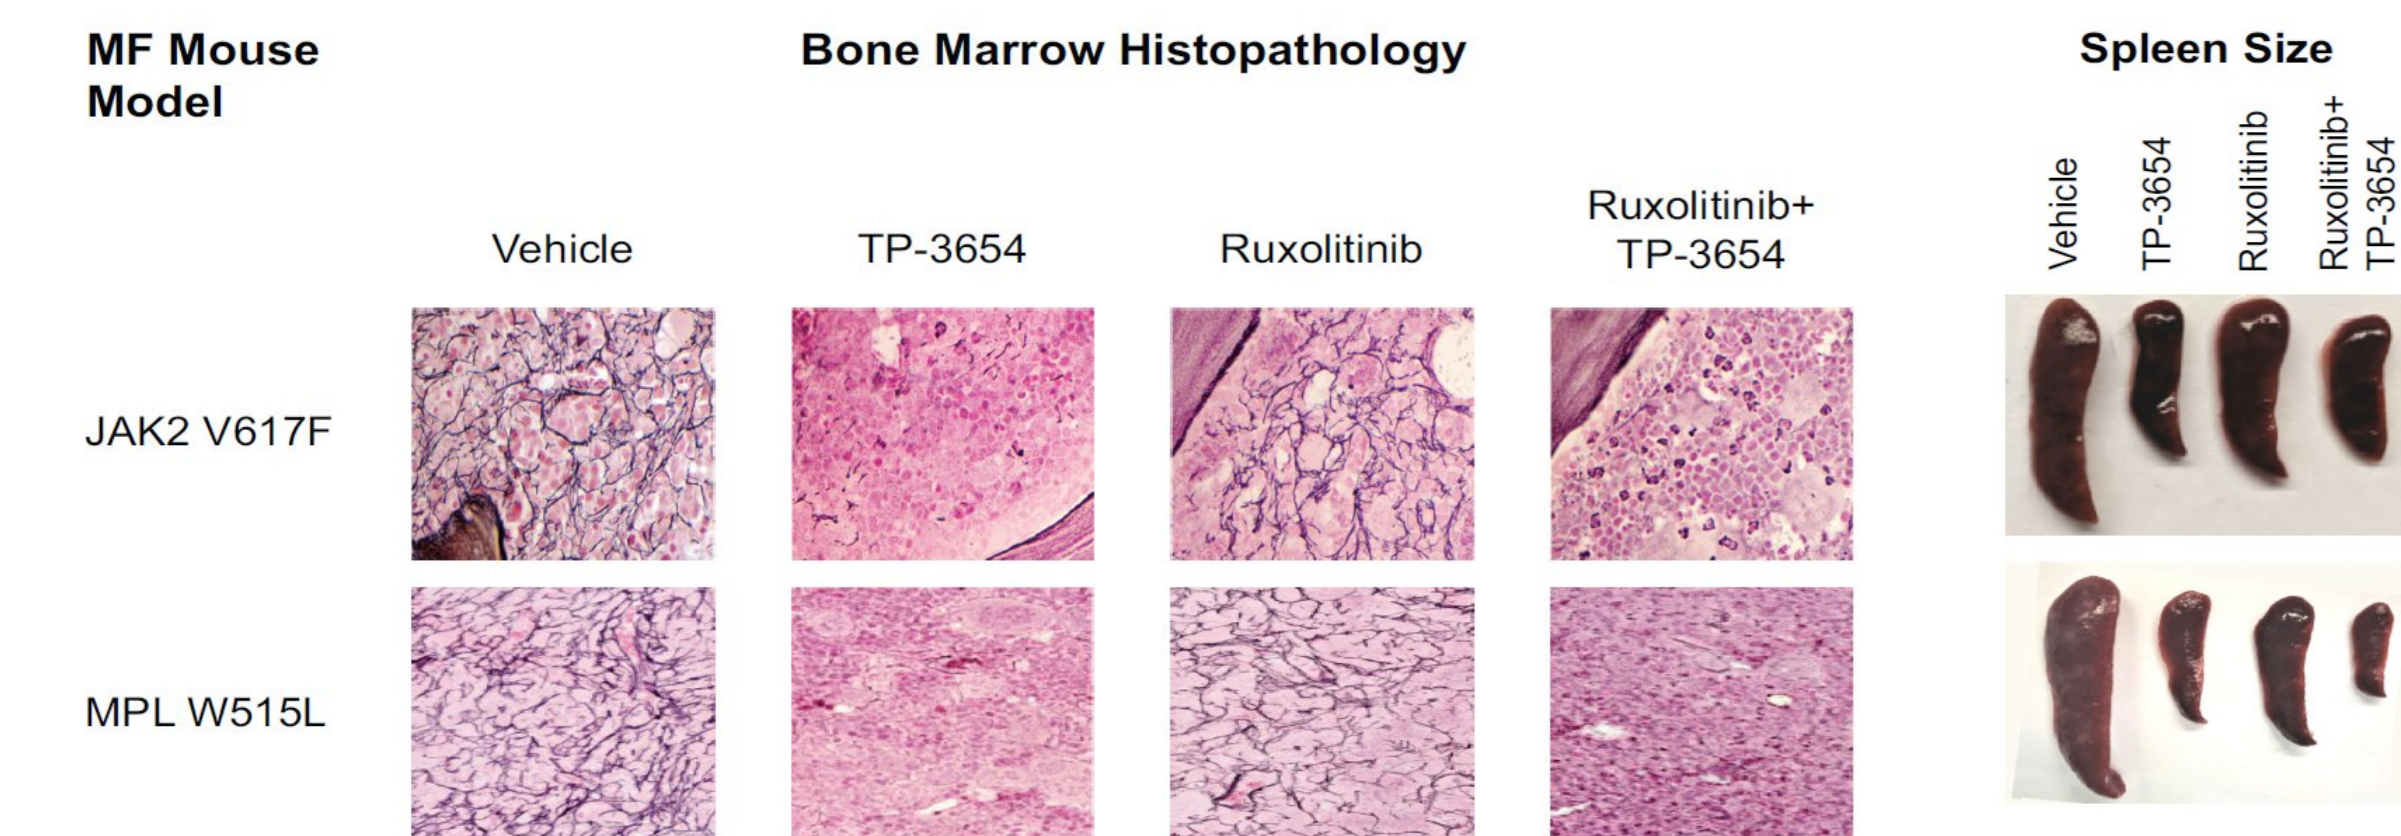 MF Mouse
Model
Bone Marrow Histopathology
Spleen Size
Vehicle
TP-3654
Ruxolitinib
Ruxolitinib+
TP-3654
Vehicle
TP-3654
Ruxolitinib
Ruxolitinib+
TP-3654
JAK2 V617F
MPL W515L